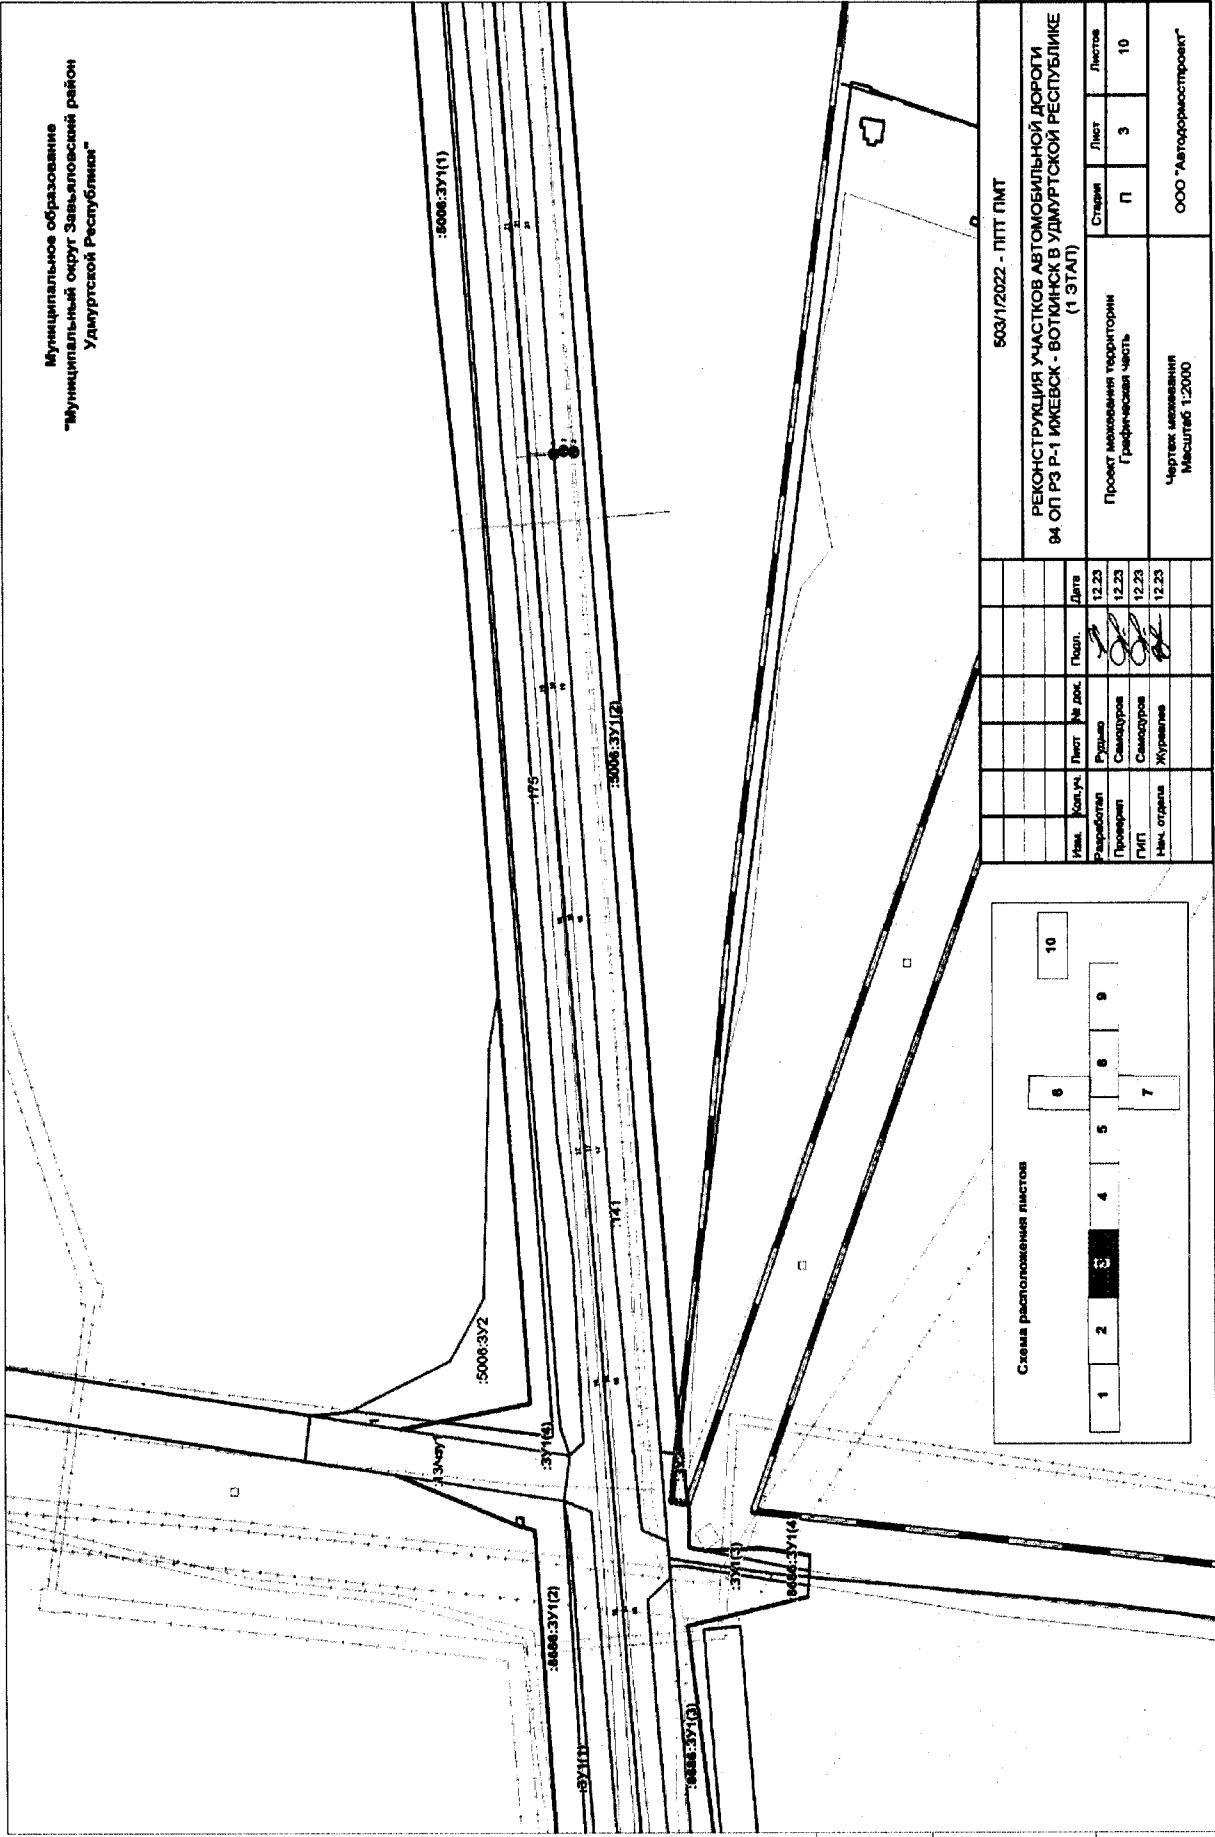 Муниципальное образование
"Муниципальный округ Завьяловский район
Удмуртской Республики"
:5006:ЗУ1(1)
:175
:5006:ЗУ1(2)
:141
:5006:ЗУ2
:ЗУ1(4)
:8686:ЗУ1(2)
:ЗУ1(3)
:8686:ЗУ1(4)
:ЗУ1(1)
:8686:ЗУ1(3)
Схема расположения листов
1
2
3
4
5
6
7
9
10
503/1/2022 - ППТ ПМТ
РЕКОНСТРУКЦИЯ УЧАСТКОВ АВТОМОБИЛЬНОЙ ДОРОГИ
94 ОП РЗ Р-1 ИЖЕВСК - ВОТКИНСК В УДМУРТСКОЙ РЕСПУБЛИКЕ
(1 ЭТАП)
Изм. Кол.уч. Лист № док. Подп. Дата
Разработал Рудько 12.23
Проверил Самодуров 12.23
ГИП Самодуров 12.23
Нач. отдела 12.23
Проект межевания территории
Графическая часть
Стадия Лист Листов
П 3 10
Чертеж межевания
Масштаб 1:2000
ООО "Автодормостпроект"